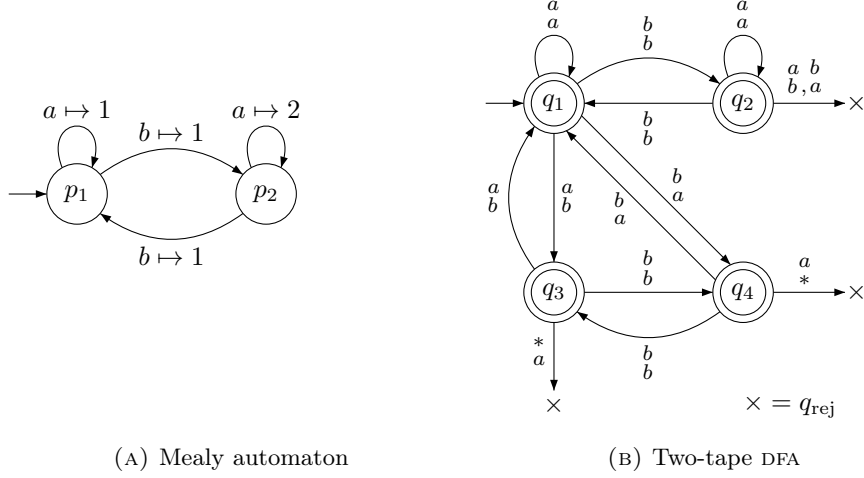 a ↦ 1
b ↦ 1
a ↦ 2
p1
p2
b ↦ 1
(A) Mealy automaton
a
a
b
b
a
a
q1
q2
a b
b , a
×
b
b
a
b
a
b
b
a
b
a
q3
b
b
q4
a
*
×
*
a
b
b
×
× = qrej
(B) Two-tape DFA